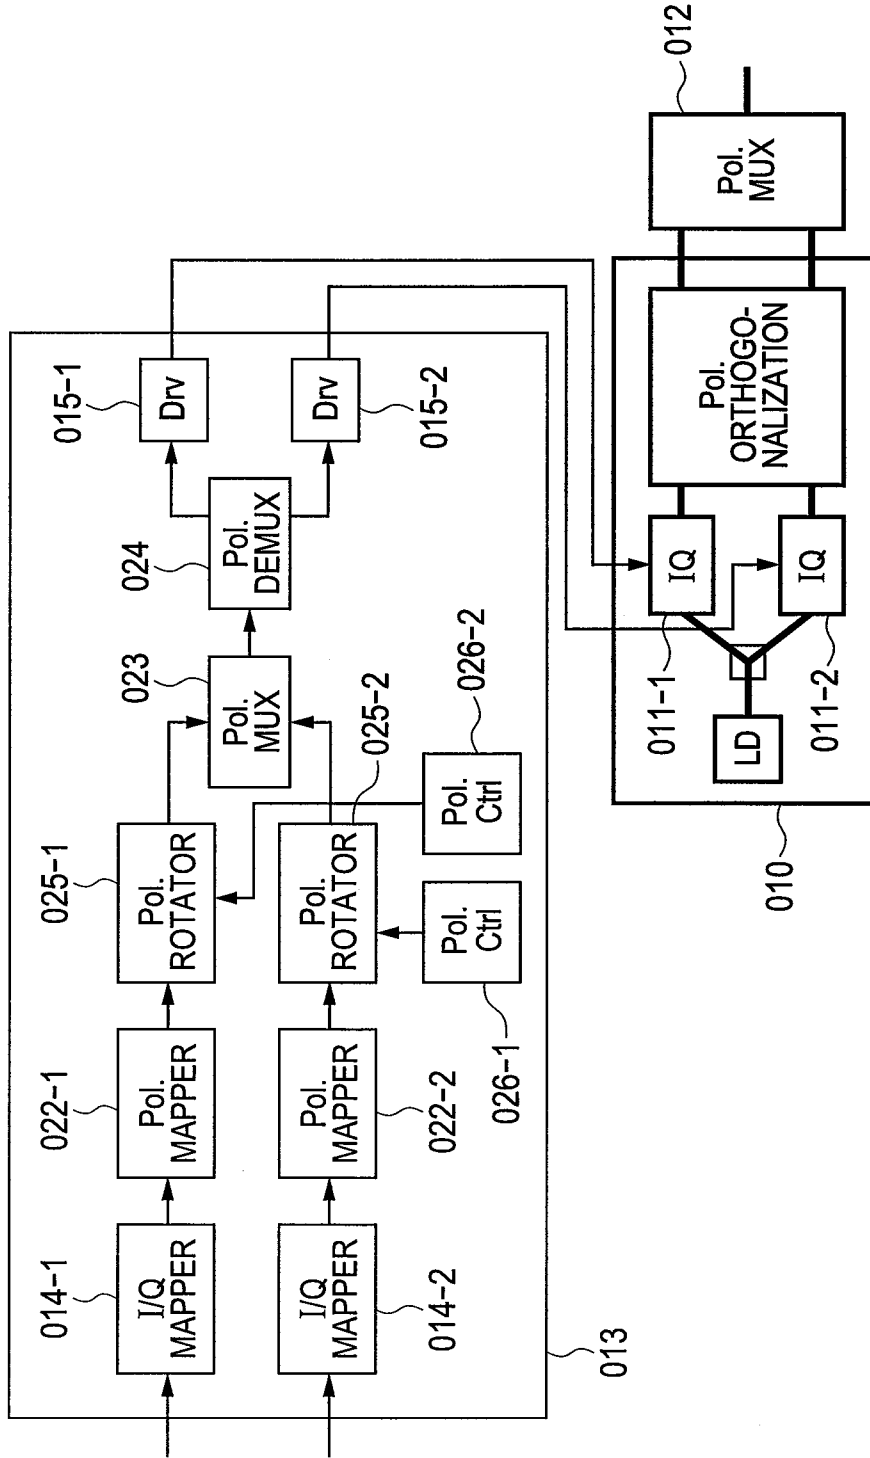 014-1
I/Q
MAPPER
022-1
Pol.
MAPPER
025-1
Pol.
ROTATOR
023
Pol.
MUX
024
Pol.
DEMUX
015-1
Drv
014-2
I/Q
MAPPER
022-2
Pol.
MAPPER
025-2
Pol.
ROTATOR
015-2
Drv
026-1
Pol.
Ctrl
026-2
Pol.
Ctrl
013
010
LD
011-1
IQ
011-2
IQ
Pol.
ORTHOGO-
NALIZATION
012
Pol.
MUX